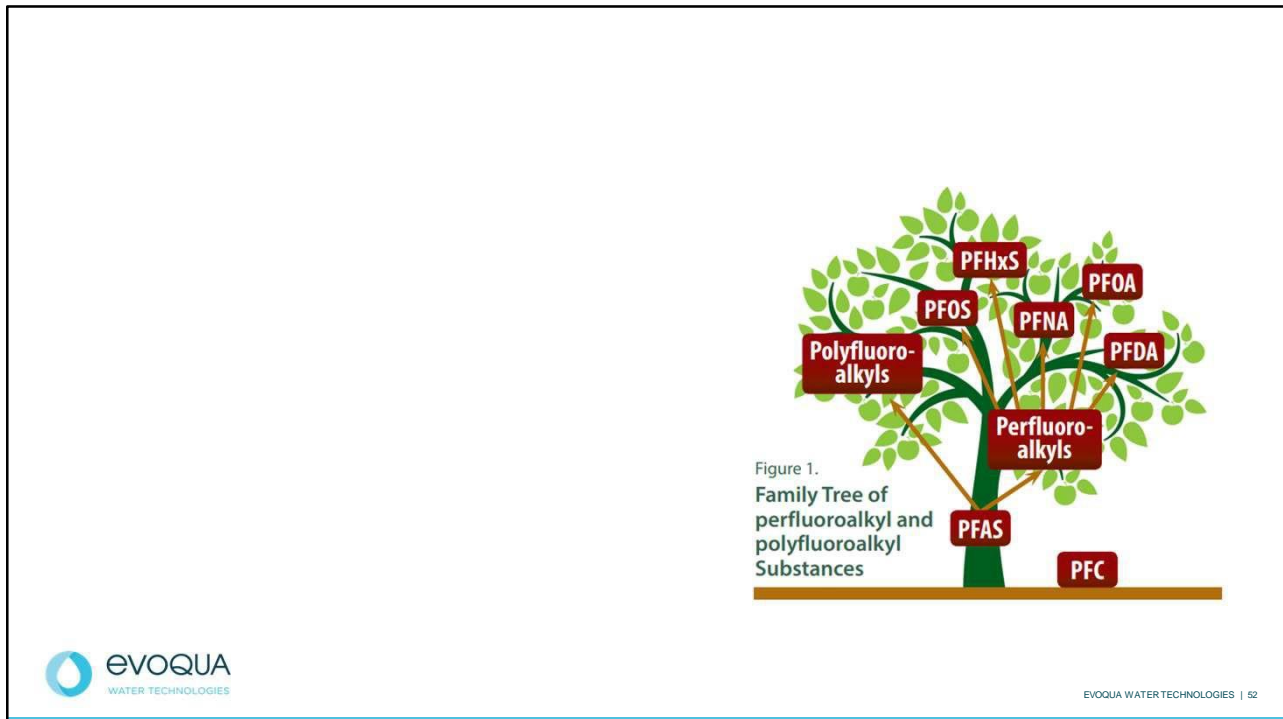 PFHxS
PFOA
PFOS
PFNA
PFDA
Polyfluoro-
alkyls
Perfluoro-
alkyls
Figure 1.
Family Tree of
perfluoroalkyl and
polyfluoroalkyl
Substances
PFAS
PFC
evoQUA
WATER TECHNOLOGIES
EVOQUA WATER TECHNOLOGIES | 52